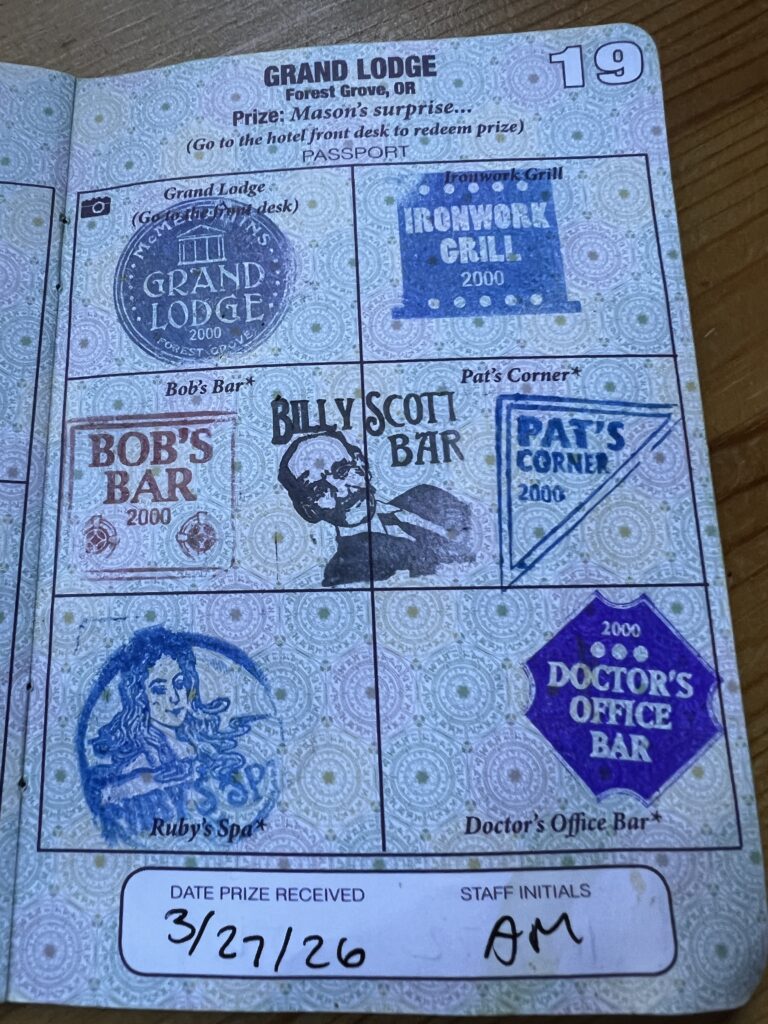 19
GRAND LODGE
Forest Grove, OR
Prize: Mason's surprise...
(Go to the hotel front desk to redeem prize)
PASSPORT
Grand Lodge
(Go to the front desk)
McMENAMINS
GRAND
LODGE
2000
FOREST GROVE
Ironwork Grill
IRONWORK
GRILL
2000
Bob's Bar*
BOB'S
BAR
2000
BILLY SCOTT
BAR
Pat's Corner*
PAT'S
CORNER
2000
RUBY'S SP
Ruby's Spa*
2000
DOCTOR'S
OFFICE
BAR
Doctor's Office Bar*
DATE PRIZE RECEIVED
3/27/26
STAFF INITIALS
AM